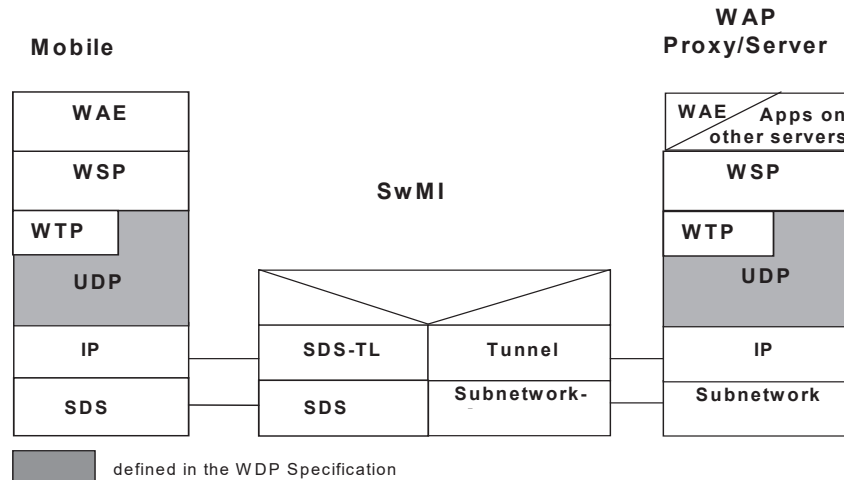 Mobile
WAP
Proxy/Server
WAE
WSP
WTP
UDP
IP
SDS
SwMI
SDS-TL
Tunnel
SDS
Subnetwork-
WAE
Apps on
other servers
WSP
WTP
UDP
IP
Subnetwork
defined in the WDP Specification